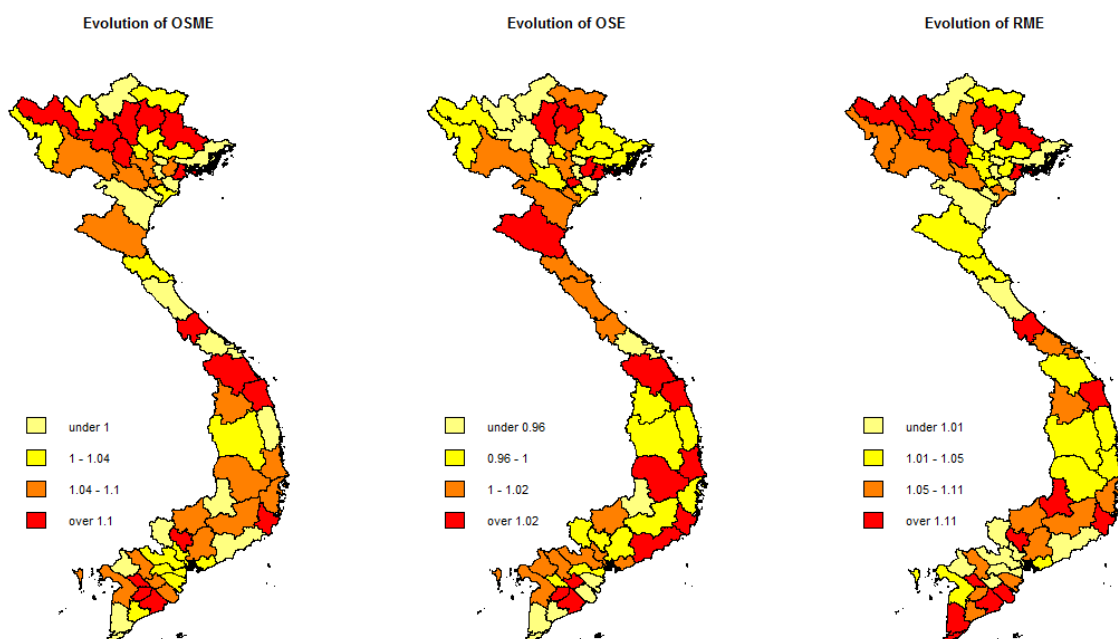 Evolution of OSME
under 1
1 - 1.04
1.04 - 1.1
over 1.1
Evolution of OSE
under 0.96
0.96 - 1
1 - 1.02
over 1.02
Evolution of RME
under 1.01
1.01 - 1.05
1.05 - 1.11
over 1.11